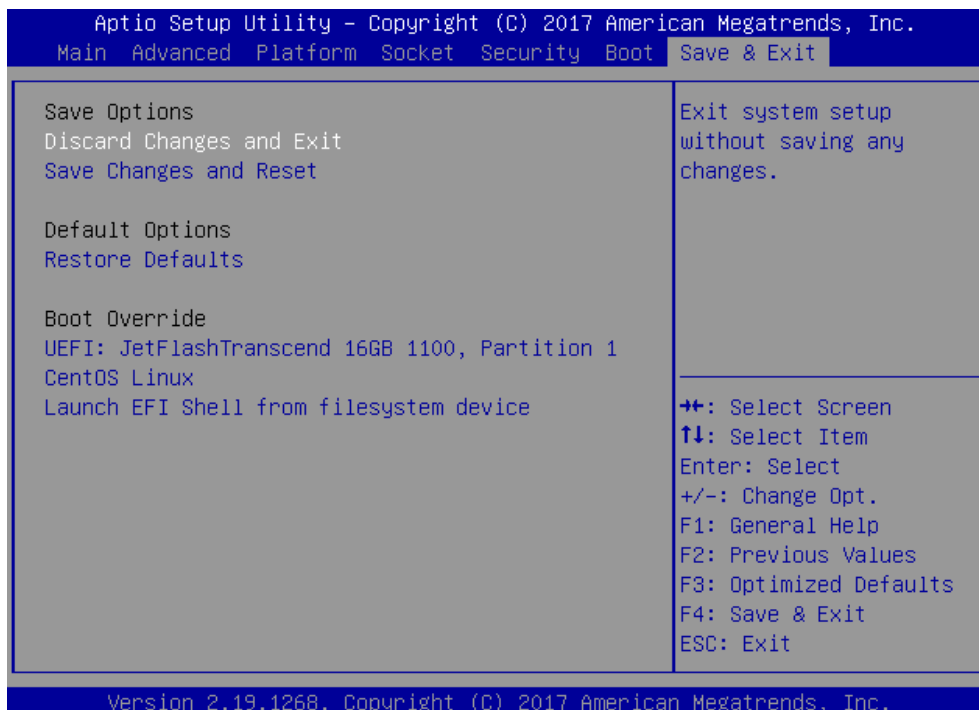 Aptio Setup Utility – Copyright (C) 2017 American Megatrends, Inc.
Main Advanced Platform Socket Security Boot Save & Exit
Save Options
Discard Changes and Exit
Save Changes and Reset
Default Options
Restore Defaults
Boot Override
UEFI: JetFlashTranscend 16GB 1100, Partition 1
CentOS Linux
Launch EFI Shell from filesystem device
Exit system setup
without saving any
changes.
→←: Select Screen
↑↓: Select Item
Enter: Select
+/-: Change Opt.
F1: General Help
F2: Previous Values
F3: Optimized Defaults
F4: Save & Exit
ESC: Exit
Version 2.19.1268. Copyright (C) 2017 American Megatrends, Inc.